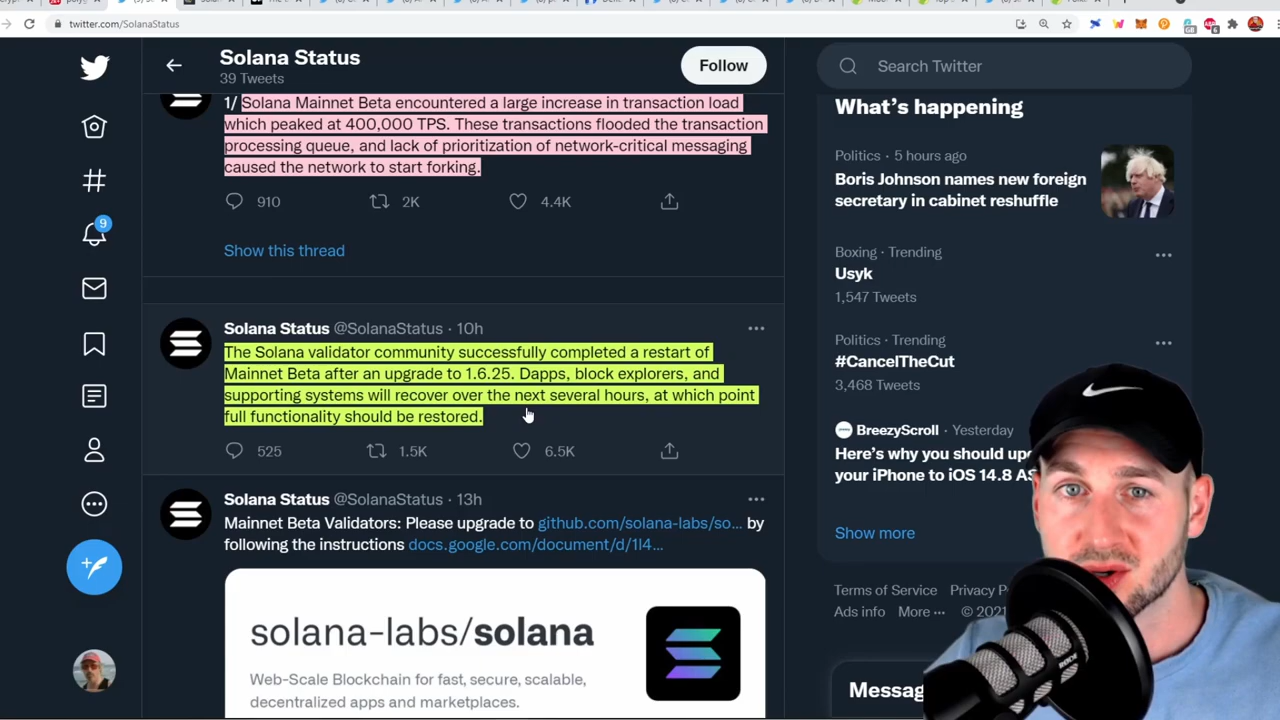 twitter.com/SolanaStatus
Solana Status
39 Tweets
Follow
Search Twitter
1/ Solana Mainnet Beta encountered a large increase in transaction load
which peaked at 400,000 TPS. These transactions flooded the transaction
processing queue, and lack of prioritization of network-critical messaging
caused the network to start forking.
910 2K 4.4K
Show this thread
9
Solana Status @SolanaStatus · 10h
The Solana validator community successfully completed a restart of
Mainnet Beta after an upgrade to 1.6.25. Dapps, block explorers, and
supporting systems will recover over the next several hours, at which point
full functionality should be restored.
525 1.5K 6.5K
Solana Status @SolanaStatus · 13h
Mainnet Beta Validators: Please upgrade to github.com/solana-labs/so... by
following the instructions docs.google.com/document/d/1I4...
solana-labs/solana
Web-Scale Blockchain for fast, secure, scalable,
decentralized apps and marketplaces.
What's happening
Politics · 5 hours ago
Boris Johnson names new foreign
secretary in cabinet reshuffle
Boxing · Trending
Usyk
1,547 Tweets
Politics · Trending
#CancelTheCut
3,468 Tweets
BreezyScroll · Yesterday
Here's why you should
your iPhone to iOS 14.8
Show more
Terms of Service Privacy
Ads info More ··· © 2021